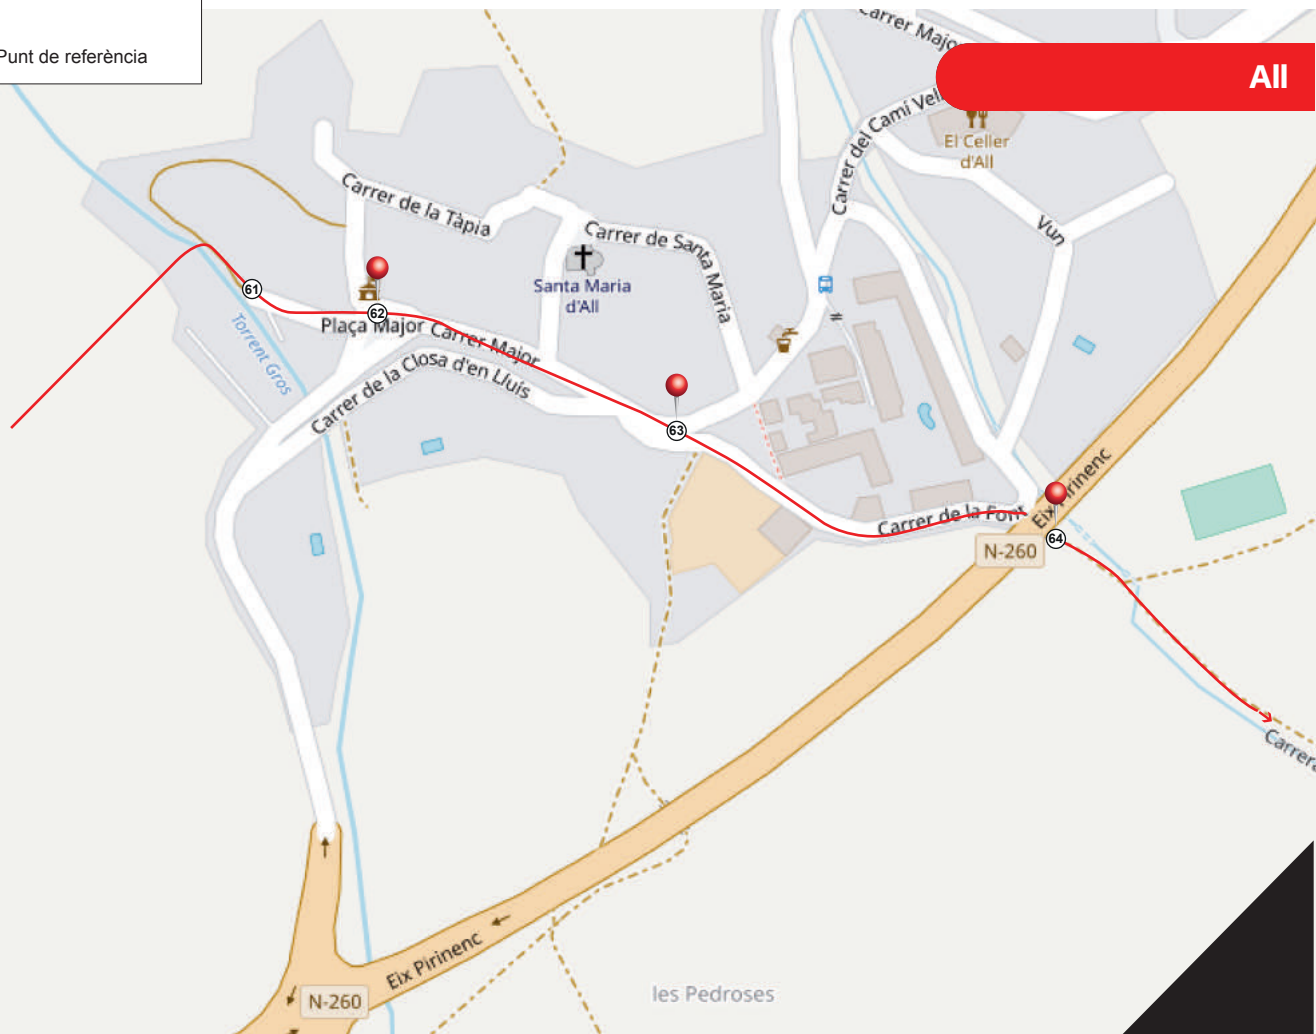 Punt de referència
Carrer Major
All
Carrer del Camí Vell
El Celler
d'All
Carrer de la Tàpia
Carrer de Santa Maria
Vun
Santa Maria
d'All
61
62
Plaça Major
Carrer Major
Torrent Gros
Carrer de la Closa d'en Lluís
63
Carrer de la Font
Eix Pirinenc
N-260
64
Carrera
Eix Pirinenc
N-260
les Pedroses